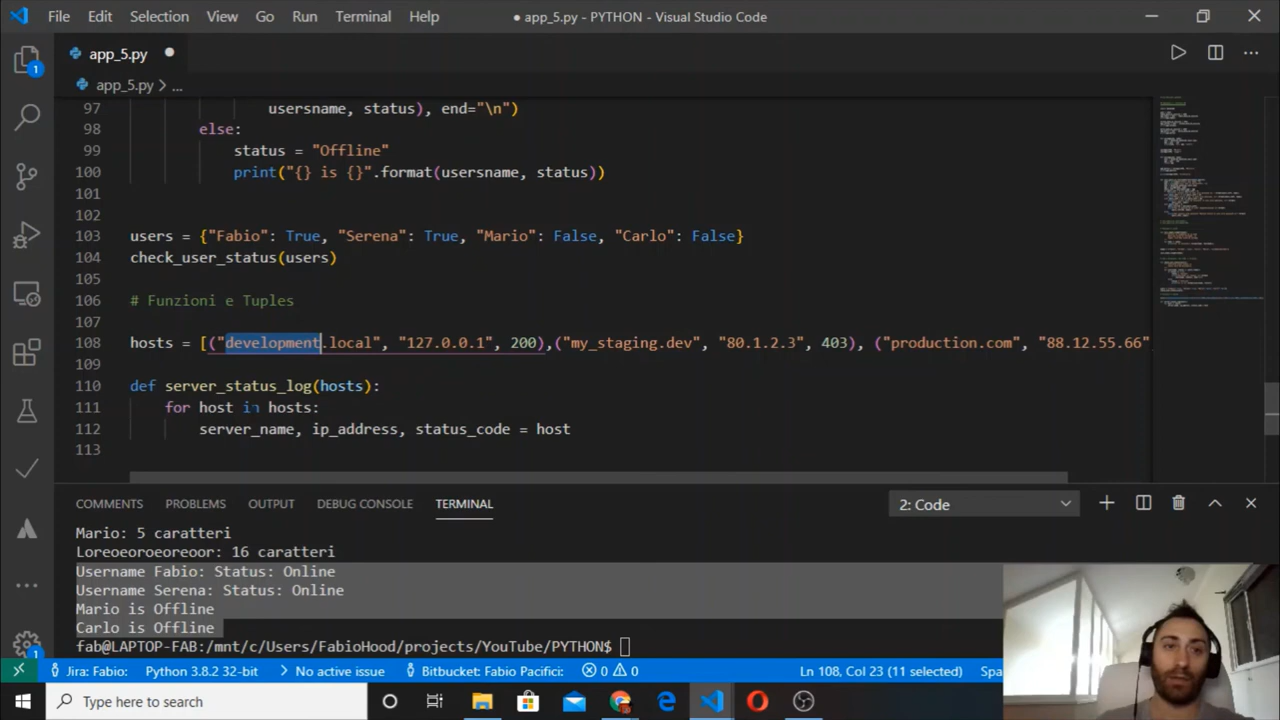 File Edit Selection View Go Run Terminal Help ● app_5.py - PYTHON - Visual Studio Code
app_5.py
app_5.py > ...
97 usersname, status), end="\n")
98 else:
99 status = "Offline"
100 print("{} is {}".format(usersname, status))
101
102
103 users = {"Fabio": True, "Serena": True, "Mario": False, "Carlo": False}
104 check_user_status(users)
105
106 # Funzioni e Tuples
107
108 hosts = [("development.local", "127.0.0.1", 200),("my_staging.dev", "80.1.2.3", 403), ("production.com", "88.12.55.66"
109
110 def server_status_log(hosts):
111 for host in hosts:
112 server_name, ip_address, status_code = host
113
COMMENTS PROBLEMS OUTPUT DEBUG CONSOLE TERMINAL 2: Code
Mario: 5 caratteri
Loreoeoroeoreoor: 16 caratteri
Username Fabio: Status: Online
Username Serena: Status: Online
Mario is Offline
Carlo is Offline
fab@LAPTOP-FAB:/mnt/c/Users/FabioHood/projects/YouTube/PYTHON$
Jira: Fabio: Python 3.8.2 32-bit No active issue Bitbucket: Fabio Pacifici: 0 0 Ln 108, Col 23 (11 selected) Spa
Type here to search
1
1